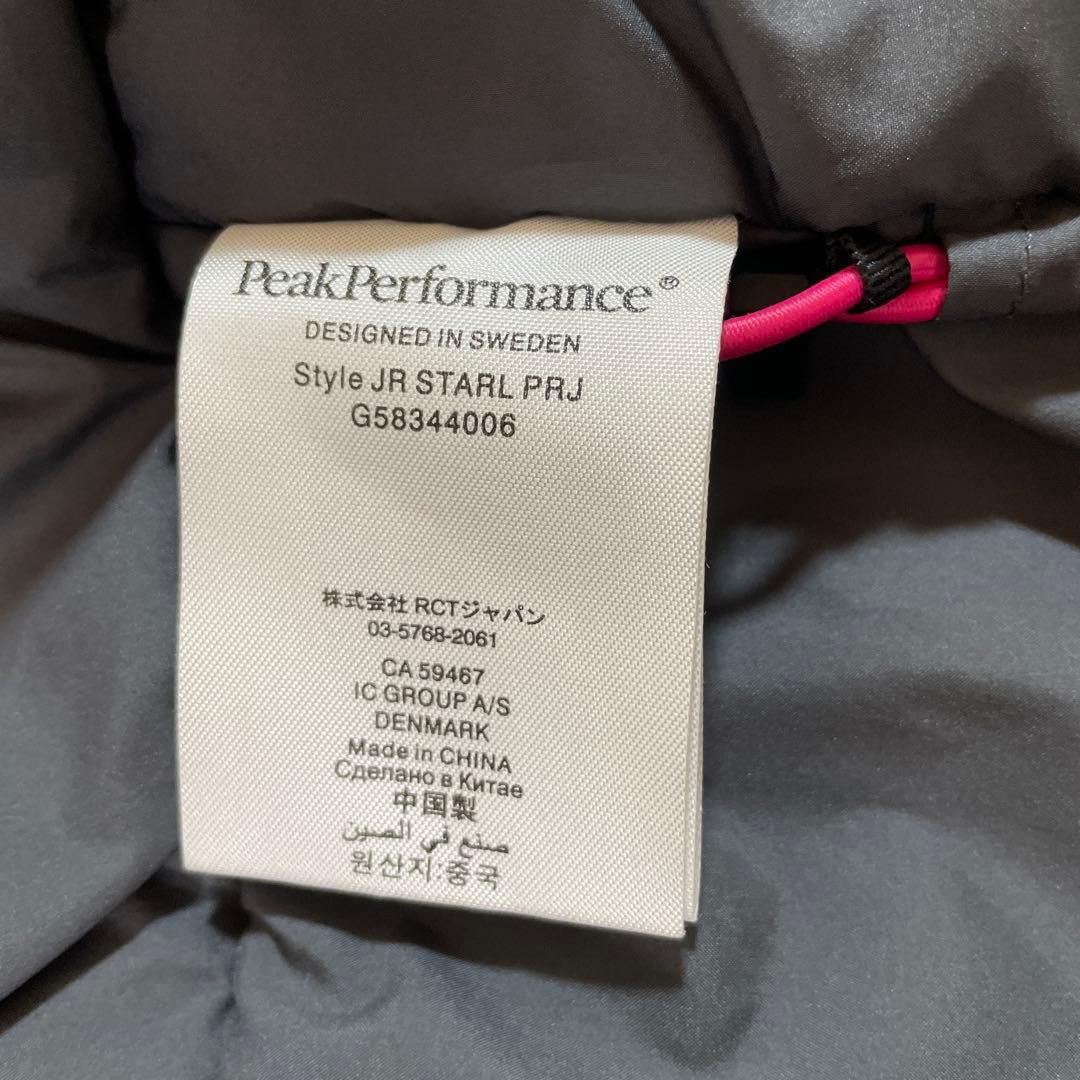 PeakPerformance®
DESIGNED IN SWEDEN
Style JR STARL PRJ
G58344006
株式会社 RCTジャパン
03-5768-2061
CA 59467
IC GROUP A/S
DENMARK
Made in CHINA
Сделано в Китае
中国製
صنع في الصين
원산지:중국